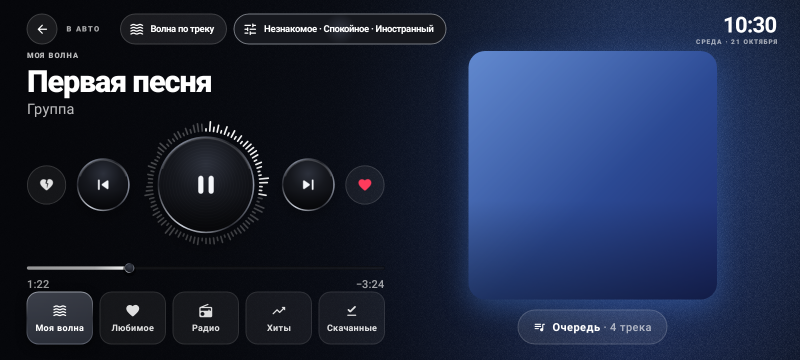 В АВТО
Волна по треку
Незнакомое · Спокойное · Иностранный
10:30
СРЕДА · 21 ОКТЯБРЯ
МОЯ ВОЛНА
Первая песня
Группа
1:22
−3:24
Моя волна
Любимое
Радио
Хиты
Скачанные
Очередь · 4 трека